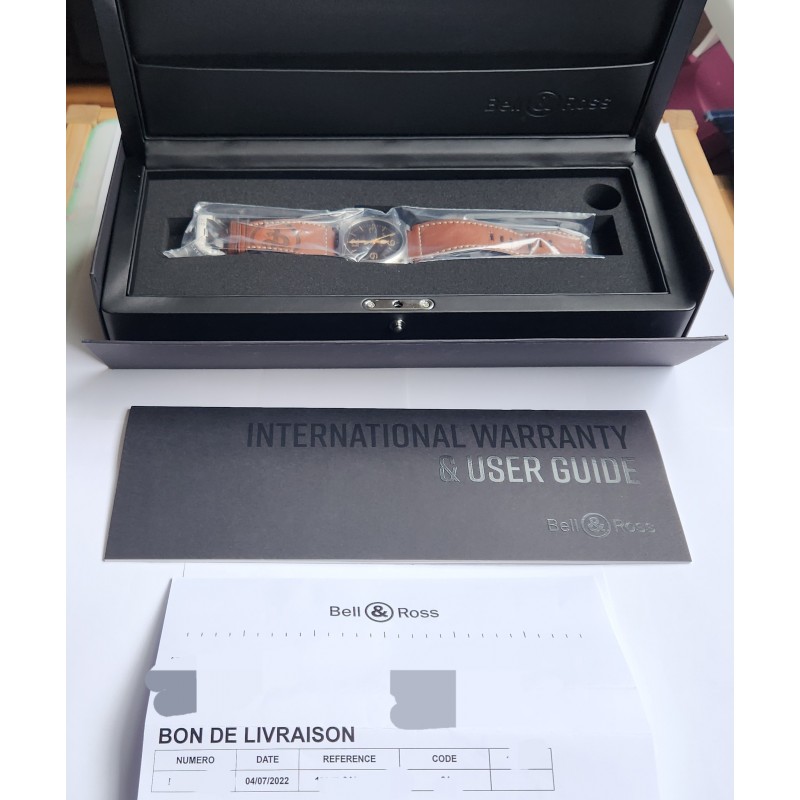 Bell & Ross
INTERNATIONAL WARRANTY
& USER GUIDE
Bell & Ross
Bell & Ross
BON DE LIVRAISON
NUMERO DATE REFERENCE CODE
04/07/2022